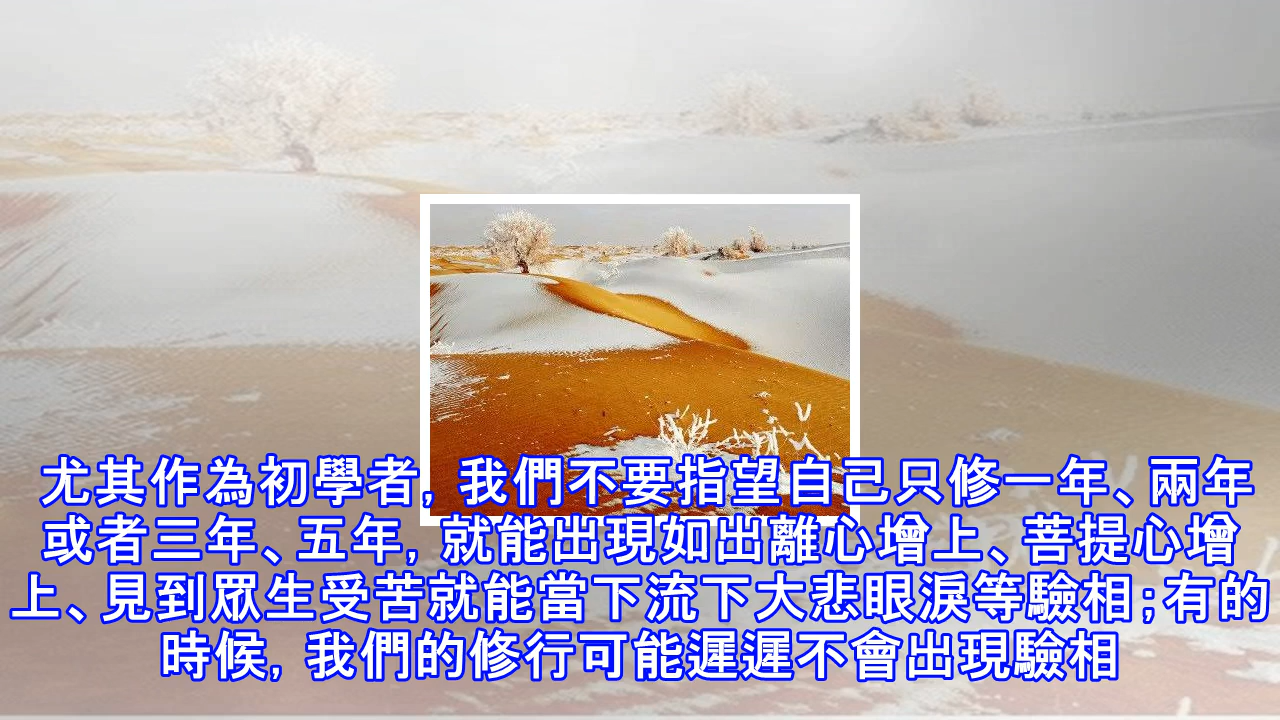 尤其作為初學者,我們不要指望自己只修一年、兩年
或者三年、五年,就能出現如出離心增上、菩提心增
上、見到眾生受苦就能當下流下大悲眼淚等驗相;有的
時候,我們的修行可能遲遲不會出現驗相